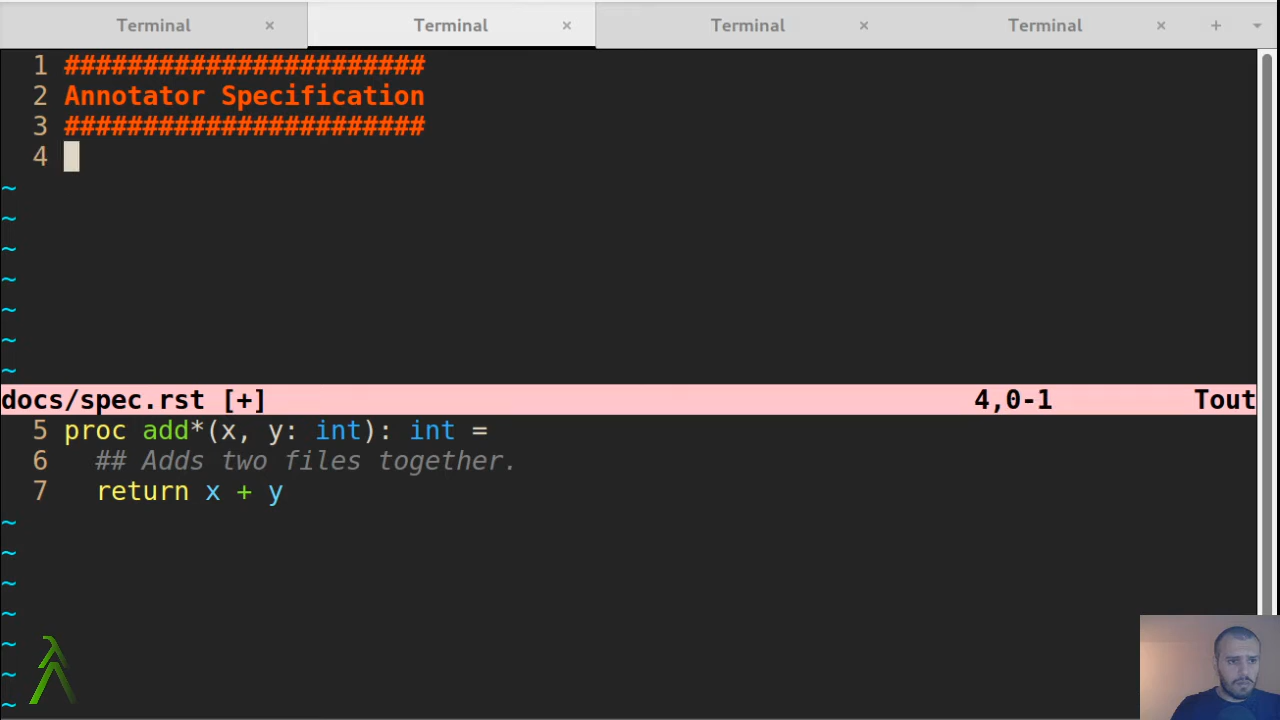 Terminal × Terminal × Terminal × Terminal × +
1 #######################
2 Annotator Specification
3 #######################
4
~
~
~
~
~
~
~
docs/spec.rst [+] 4,0-1 Tout
5 proc add*(x, y: int): int =
6 ## Adds two files together.
7 return x + y
~
~
~
~
~
~
~